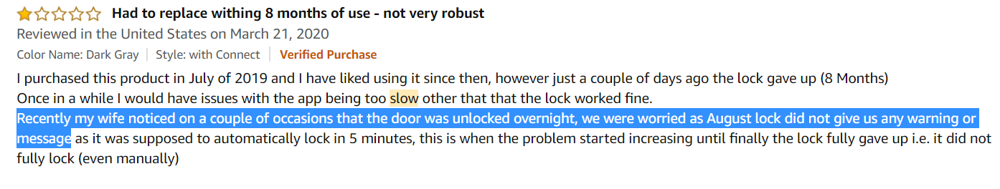 Had to replace withing 8 months of use - not very robust
Reviewed in the United States on March 21, 2020
Color Name: Dark Gray | Style: with Connect | Verified Purchase
I purchased this product in July of 2019 and I have liked using it since then, however just a couple of days ago the lock gave up (8 Months)
Once in a while I would have issues with the app being too slow other that that the lock worked fine.
Recently my wife noticed on a couple of occasions that the door was unlocked overnight, we were worried as August lock did not give us any warning or
message as it was supposed to automatically lock in 5 minutes, this is when the problem started increasing until finally the lock fully gave up i.e. it did not
fully lock (even manually)